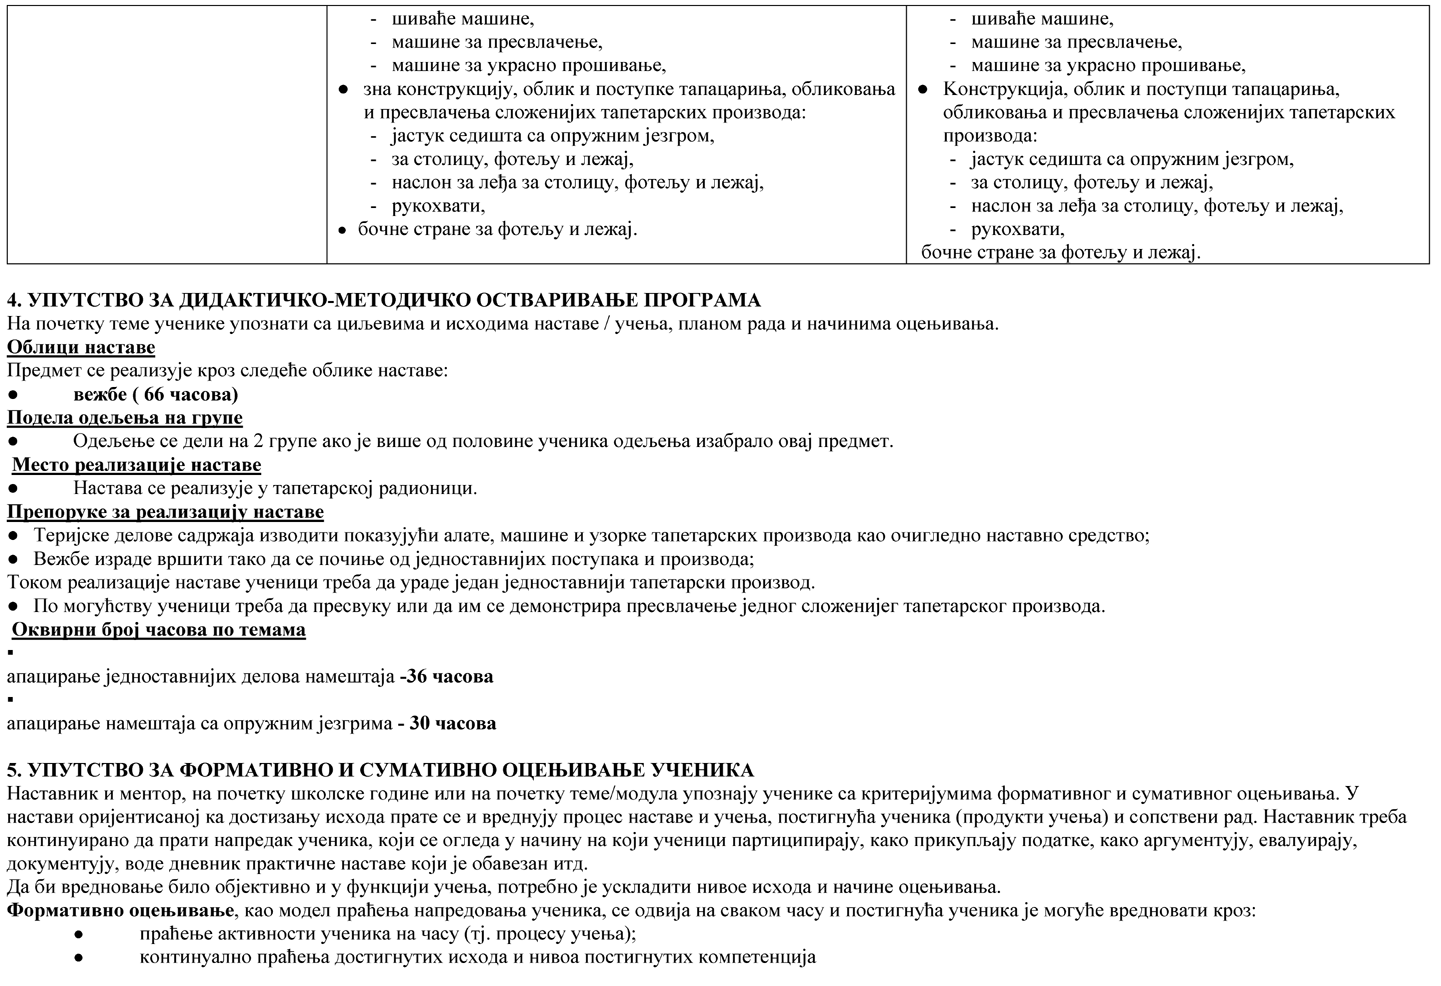 - шиваће машине,
- машине за пресвлачење,
- машине за украсно прошивање,
● зна конструкцију, облик и поступке тапацариња, обликовања
и пресвлачења сложенијих тапетарских производа:
- јастук седишта са опружним језгром,
- за столицу, фотељу и лежај,
- наслон за леђа за столицу, фотељу и лежај,
- рукохвати,
● бочне стране за фотељу и лежај.
- шиваће машине,
- машине за пресвлачење,
- машине за украсно прошивање,
● Конструкција, облик и поступци тапацариња,
обликовања и пресвлачења сложенијих тапетарских
производа:
- јастук седишта са опружним језгром,
- за столицу, фотељу и лежај,
- наслон за леђа за столицу, фотељу и лежај,
- рукохвати,
бочне стране за фотељу и лежај.
4. УПУТСТВО ЗА ДИДАКТИЧКО-МЕТОДИЧКО ОСТВАРИВАЊЕ ПРОГРАМА
На почетку теме ученике упознати са циљевима и исходима наставе / учења, планом рада и начинима оцењивања.
Облици наставе
Предмет се реализује кроз следеће облике наставе:
● вежбе ( 66 часова)
Подела одељења на групе
● Одељење се дели на 2 групе ако је више од половине ученика одељења изабрало овај предмет.
Место реализације наставе
● Настава се реализује у тапетарској радионици.
Препоруке за реализацију наставе
● Теријске делове садржаја изводити показујући алате, машине и узорке тапетарских производа као очигледно наставно средство;
● Вежбе израде вршити тако да се почиње од једноставнијих поступака и производа;
Током реализације наставе ученици треба да ураде један једноставнији тапетарски производ.
● По могућству ученици треба да пресвуку или да им се демонстрира пресвлачење једног сложенијег тапетарског производа.
Оквирни број часова по темама
▪
апацирање једноставнијих делова намештаја -36 часова
▪
апацирање намештаја са опружним језгрима - 30 часова
5. УПУТСТВО ЗА ФОРМАТИВНО И СУМАТИВНО ОЦЕЊИВАЊЕ УЧЕНИКА
Наставник и ментор, на почетку школске године или на почетку теме/модула упознају ученике са критеријумима формативног и сумативног оцењивања. У
настави оријентисаној ка достизању исхода прате се и вреднују процес наставе и учења, постигнућа ученика (продукти учења) и сопствени рад. Наставник треба
континуирано да прати напредак ученика, који се огледа у начину на који ученици партиципирају, како прикупљају податке, како аргументују, евалуирају,
документују, воде дневник практичне наставе који је обавезан итд.
Да би вредновање било објективно и у функцији учења, потребно је ускладити нивое исхода и начине оцењивања.
Формативно оцењивање, као модел праћења напредовања ученика, се одвија на сваком часу и постигнућа ученика је могуће вредновати кроз:
● праћење активности ученика на часу (тј. процесу учења);
● континуално праћења достигнутих исхода и нивоа постигнутих компетенција